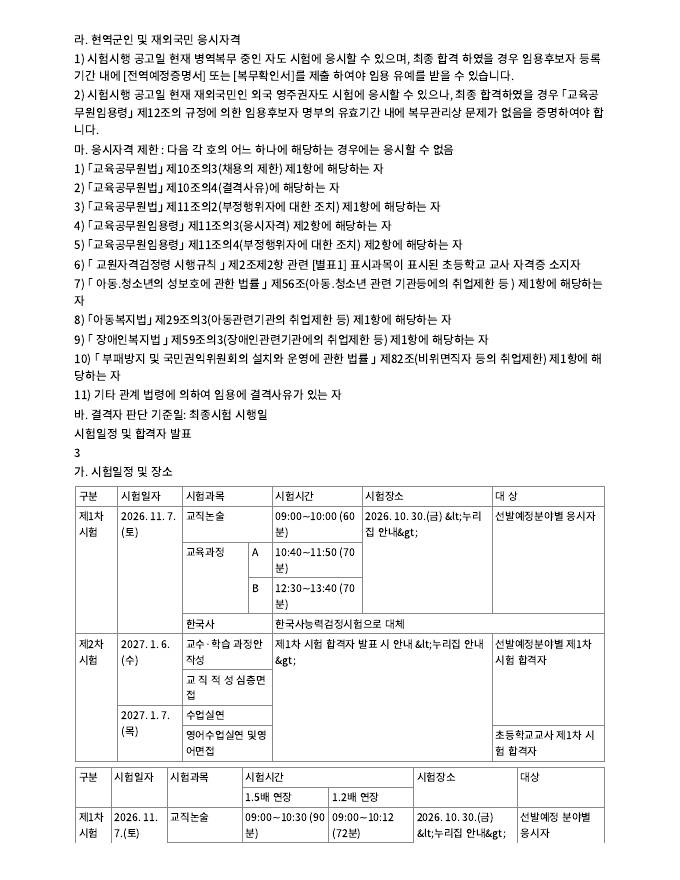 라. 현역군인 및 재외국민 응시자격
1) 시험시행 공고일 현재 병역복무 중인 자도 시험에 응시할 수 있으며, 최종 합격 하였을 경우 임용후보자 등록
기간 내에 [전역예정증명서] 또는 [복무확인서]를 제출 하여야 임용 유예를 받을 수 있습니다.
2) 시험시행 공고일 현재 재외국민인 외국 영주권자도 시험에 응시할 수 있으나, 최종 합격하였을 경우 「교육공
무원임용령」 제12조의 규정에 의한 임용후보자 명부의 유효기간 내에 복무관리상 문제가 없음을 증명하여야 합
니다.
마. 응시자격 제한 : 다음 각 호의 어느 하나에 해당하는 경우에는 응시할 수 없음
1) 「교육공무원법」 제10조의3(채용의 제한) 제1항에 해당하는 자
2) 「교육공무원법」 제10조의4(결격사유)에 해당하는 자
3) 「교육공무원법」 제11조의2(부정행위자에 대한 조치) 제1항에 해당하는 자
4) 「교육공무원임용령」 제11조의3(응시자격) 제2항에 해당하는 자
5) 「교육공무원임용령」 제11조의4(부정행위자에 대한 조치) 제2항에 해당하는 자
6) 「 교원자격검정령 시행규칙 」 제2조제2항 관련 [별표1] 표시과목이 표시된 초등학교 교사 자격증 소지자
7) 「 아동.청소년의 성보호에 관한 법률 」 제56조(아동.청소년 관련 기관등에의 취업제한 등 ) 제1항에 해당하는
자
8) 「아동복지법」 제29조의3(아동관련기관의 취업제한 등) 제1항에 해당하는 자
9) 「 장애인복지법 」 제59조의3(장애인관련기관에의 취업제한 등) 제1항에 해당하는 자
10) 「 부패방지 및 국민권익위원회의 설치와 운영에 관한 법률 」 제82조(비위면직자 등의 취업제한) 제1항에 해
당하는 자
11) 기타 관계 법령에 의하여 임용에 결격사유가 있는 자
바. 결격자 판단 기준일: 최종시험 시행일
시험일정 및 합격자 발표
3
가. 시험일정 및 장소
구분 시험일자 시험과목 시험시간 시험장소 대 상
제1차 2026. 11. 7. 교직논술 09:00~10:00 (60 2026. 10. 30.(금) &lt;누리 선발예정분야별 응시자
시험 (토) 분) 집 안내&gt;
교육과정 A 10:40~11:50 (70
분)
B 12:30~13:40 (70
분)
한국사 한국사능력검정시험으로 대체
제2차 2027. 1. 6. 교수·학습 과정안 제1차 시험 합격자 발표 시 안내 &lt;누리집 안내 선발예정분야별 제1차
시험 (수) 작성 &gt; 시험 합격자
교 직 적 성 심층면
접
2027. 1. 7. 수업실연
(목) 영어수업실연 및영 초등학교교사 제1차 시
어면접 험 합격자
구분 시험일자 시험과목 시험시간 시험장소 대상
1.5배 연장 1.2배 연장
제1차 2026. 11. 교직논술 09:00~10:30 (90 09:00~10:12 2026. 10. 30.(금) 선발예정 분야별
시험 7.(토) 분) (72분) &lt;누리집 안내&gt; 응시자